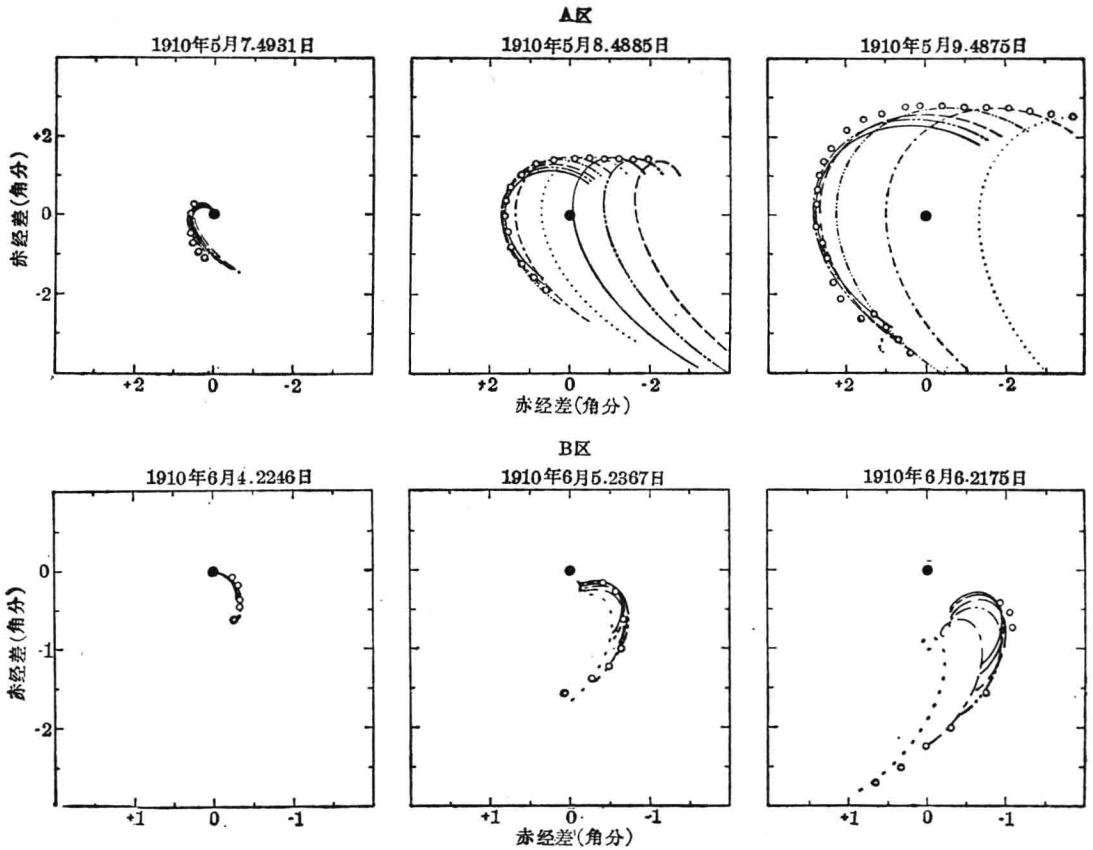 A区
1910年5月7.4931日 1910年5月8.4885日 1910年5月9.4875日
+2
0
-2
赤经差(角分)
+2 0 -2 +2 0 -2 +2 0 -2
赤经差(角分)
B区
1910年6月4.2246日 1910年6月5.2367日 1910年6月6.2175日
0
-1
-2
赤经差(角分)
+1 0 -1 +1 0 -1 +1 0 -1
赤经差(角分)